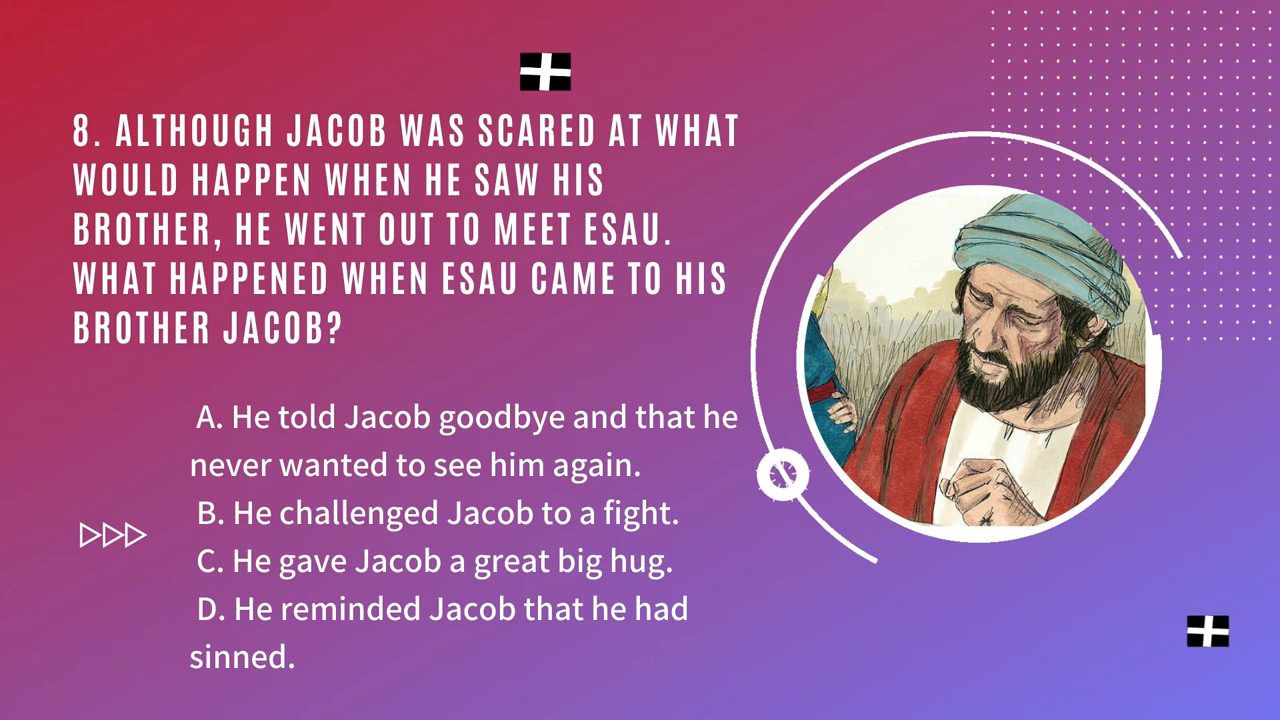 8. ALTHOUGH JACOB WAS SCARED AT WHAT
WOULD HAPPEN WHEN HE SAW HIS
BROTHER, HE WENT OUT TO MEET ESAU.
WHAT HAPPENED WHEN ESAU CAME TO HIS
BROTHER JACOB?
A. He told Jacob goodbye and that he
never wanted to see him again.
B. He challenged Jacob to a fight.
C. He gave Jacob a great big hug.
D. He reminded Jacob that he had
sinned.